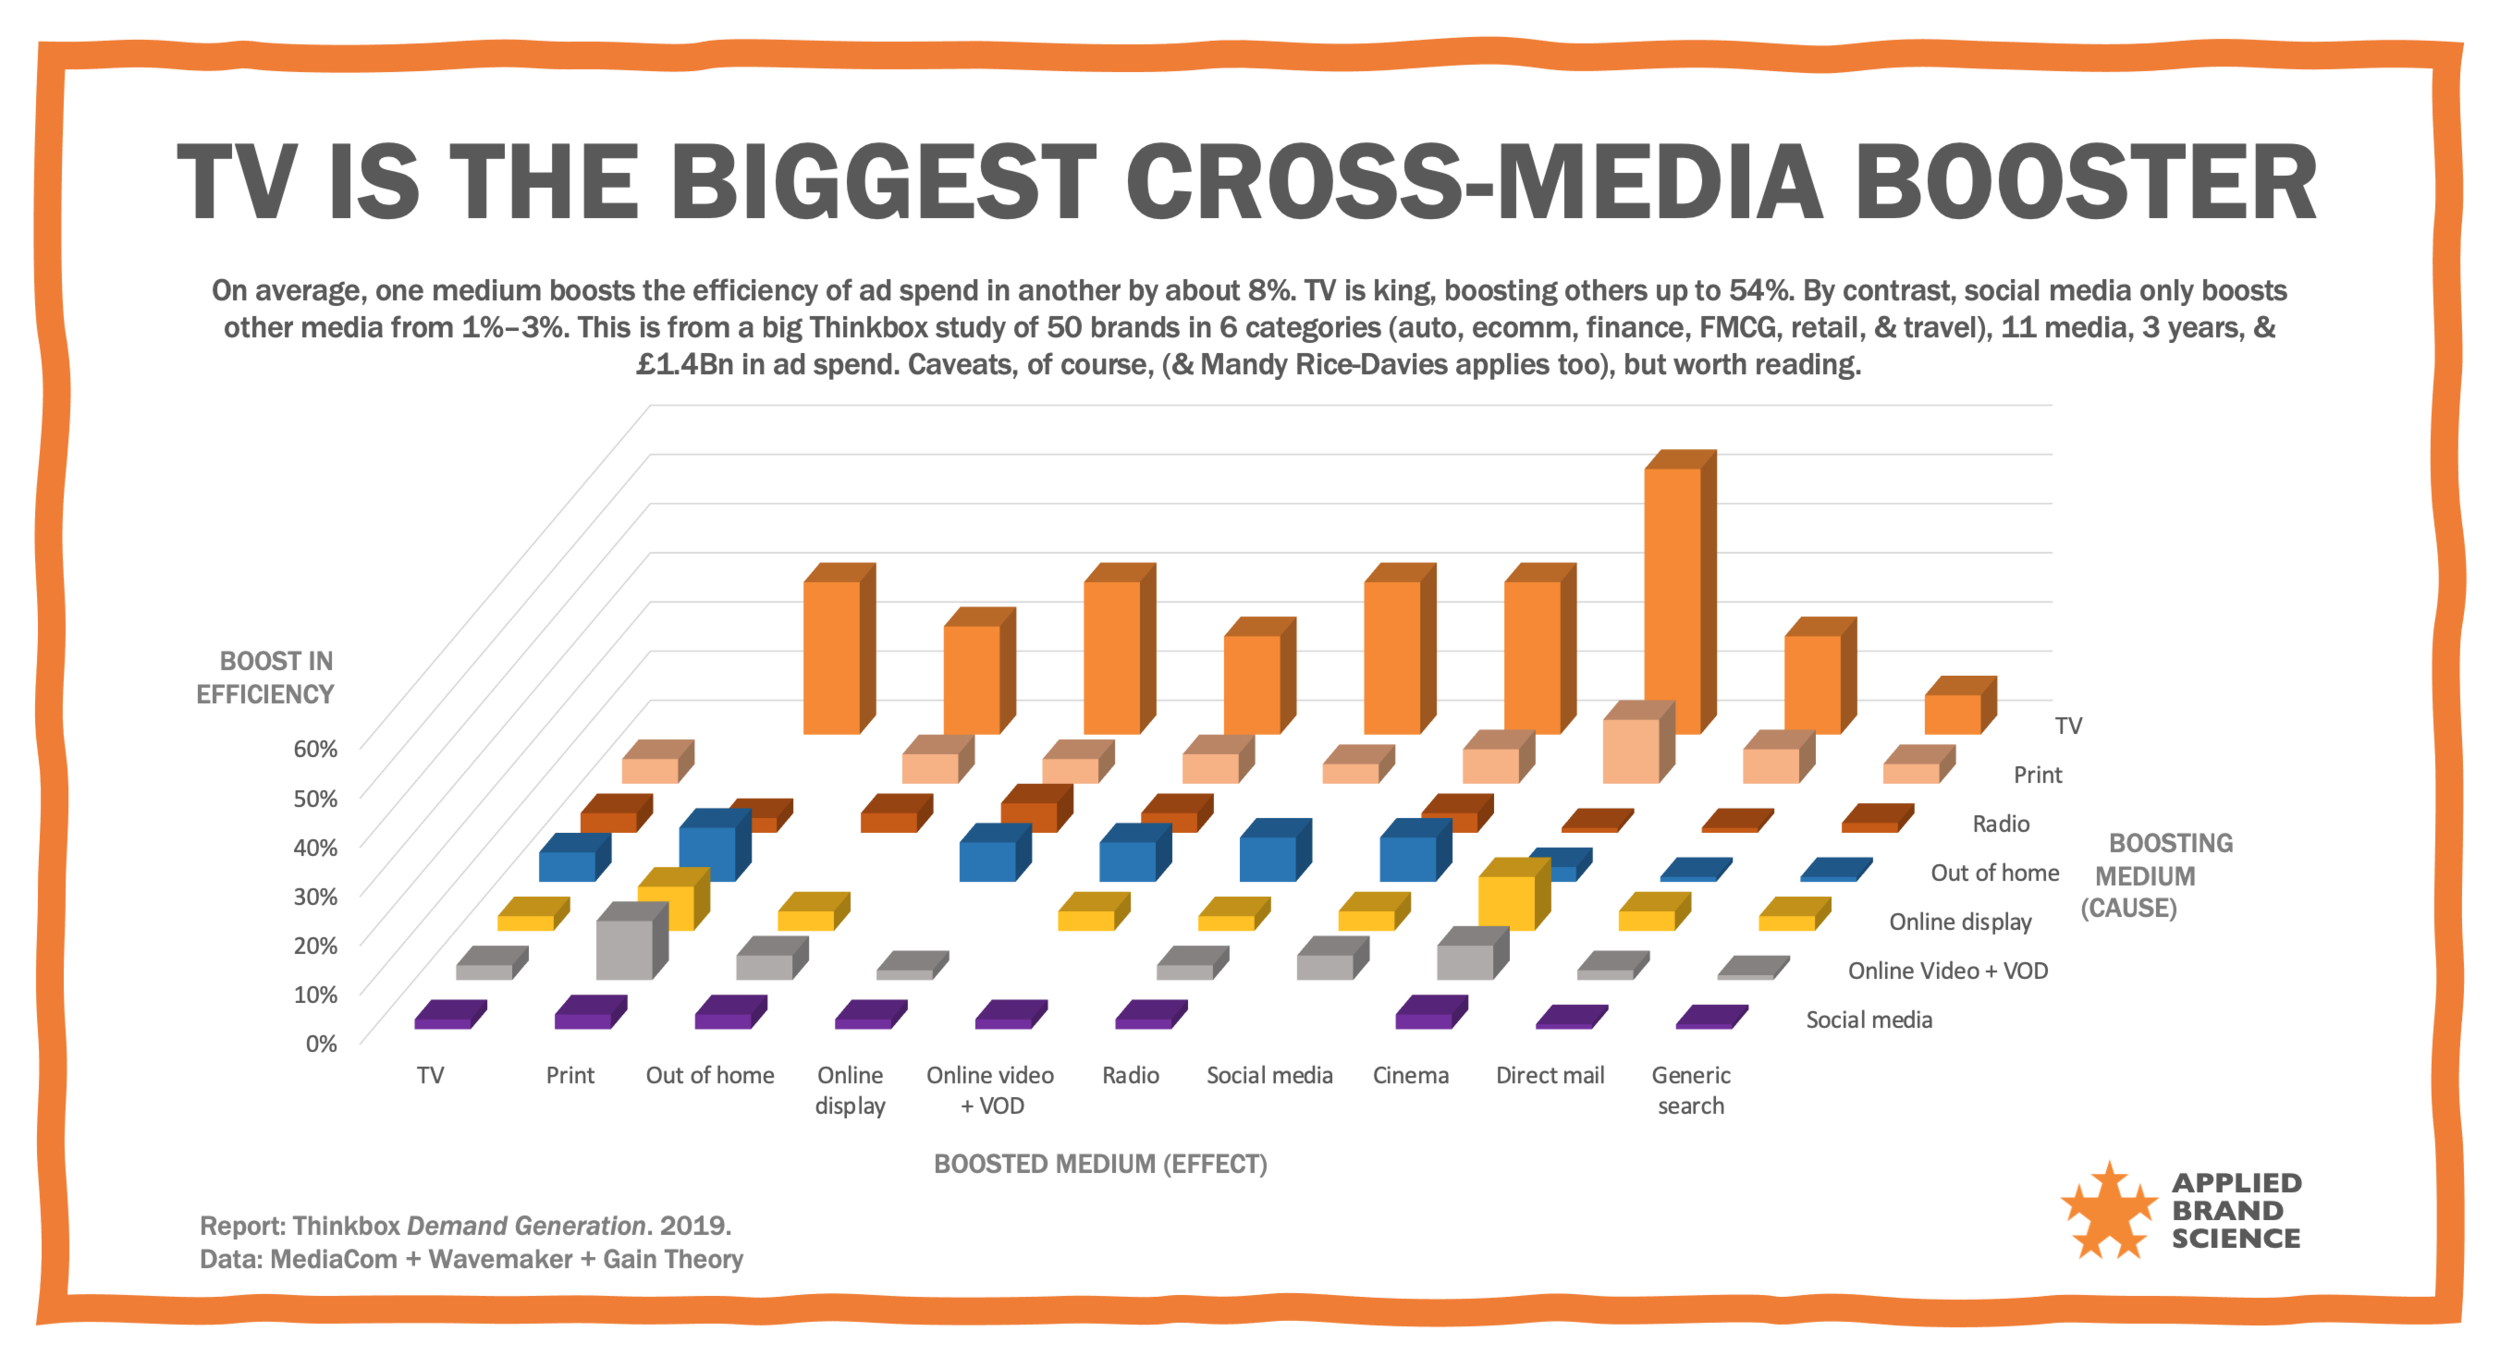 TV IS THE BIGGEST CROSS-MEDIA BOOSTER
On average, one medium boosts the efficiency of ad spend in another by about 8%. TV is king, boosting others up to 54%. By contrast, social media only boosts
other media from 1%–3%. This is from a big Thinkbox study of 50 brands in 6 categories (auto, ecomm, finance, FMCG, retail, & travel), 11 media, 3 years, &
£1.4Bn in ad spend. Caveats, of course, (& Mandy Rice-Davies applies too), but worth reading.
BOOST IN
EFFICIENCY
60%
50%
40%
30%
20%
10%
0%
TV
Print
Radio
Out of home
Online display
Online Video + VOD
Social media
BOOSTING
MEDIUM
(CAUSE)
TV
Print
Out of home
Online
display
Online video
+ VOD
Radio
Social media
Cinema
Direct mail
Generic
search
BOOSTED MEDIUM (EFFECT)
Report: Thinkbox Demand Generation. 2019.
Data: MediaCom + Wavemaker + Gain Theory
APPLIED
BRAND
SCIENCE